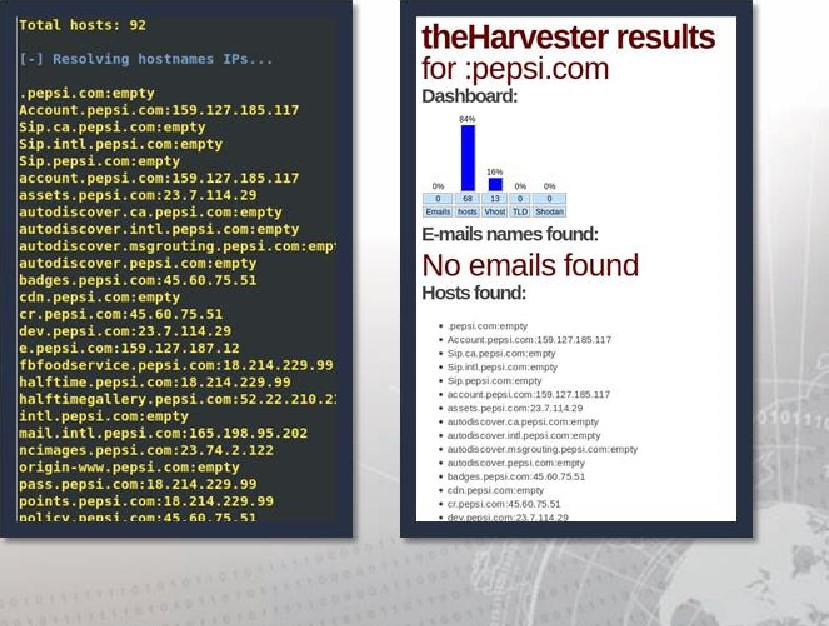 Total hosts: 92
[-] Resolving hostnames IPs...
.pepsi.com:empty
Account.pepsi.com:159.127.185.117
Sip.ca.pepsi.com:empty
Sip.intl.pepsi.com:empty
Sip.pepsi.com:empty
account.pepsi.com:159.127.185.117
assets.pepsi.com:23.7.114.29
autodiscover.ca.pepsi.com:empty
autodiscover.intl.pepsi.com:empty
autodiscover.msgrouting.pepsi.com:emp
autodiscover.pepsi.com:empty
badges.pepsi.com:45.60.75.51
cdn.pepsi.com:empty
cr.pepsi.com:45.60.75.51
dev.pepsi.com:23.7.114.29
e.pepsi.com:159.127.187.12
fbfoodservice.pepsi.com:18.214.229.99
halftime.pepsi.com:18.214.229.99
halftimegallery.pepsi.com:52.22.210.2
intl.pepsi.com:empty
mail.intl.pepsi.com:165.198.95.202
ncimages.pepsi.com:23.74.2.122
origin-www.pepsi.com:empty
pass.pepsi.com:18.214.229.99
points.pepsi.com:18.214.229.99
policy.pepsi.com:45.60.75.51
theHarvester results
for :pepsi.com
Dashboard:
84%
16%
0% 0% 0%
0 68 13 0 0
Emails hosts Vhost TLD Shodan
E-mails names found:
No emails found
Hosts found:
• .pepsi.com:empty
• Account.pepsi.com:159.127.185.117
• Sip.ca.pepsi.com:empty
• Sip.intl.pepsi.com:empty
• Sip.pepsi.com:empty
• account.pepsi.com:159.127.185.117
• assets.pepsi.com:23.7.114.29
• autodiscover.ca.pepsi.com:empty
• autodiscover.intl.pepsi.com:empty
• autodiscover.msgrouting.pepsi.com:empty
• autodiscover.pepsi.com:empty
• badges.pepsi.com:45.60.75.51
• cdn.pepsi.com:empty
• cr.pepsi.com:45.60.75.51
• dev.pepsi.com:23.7.114.29